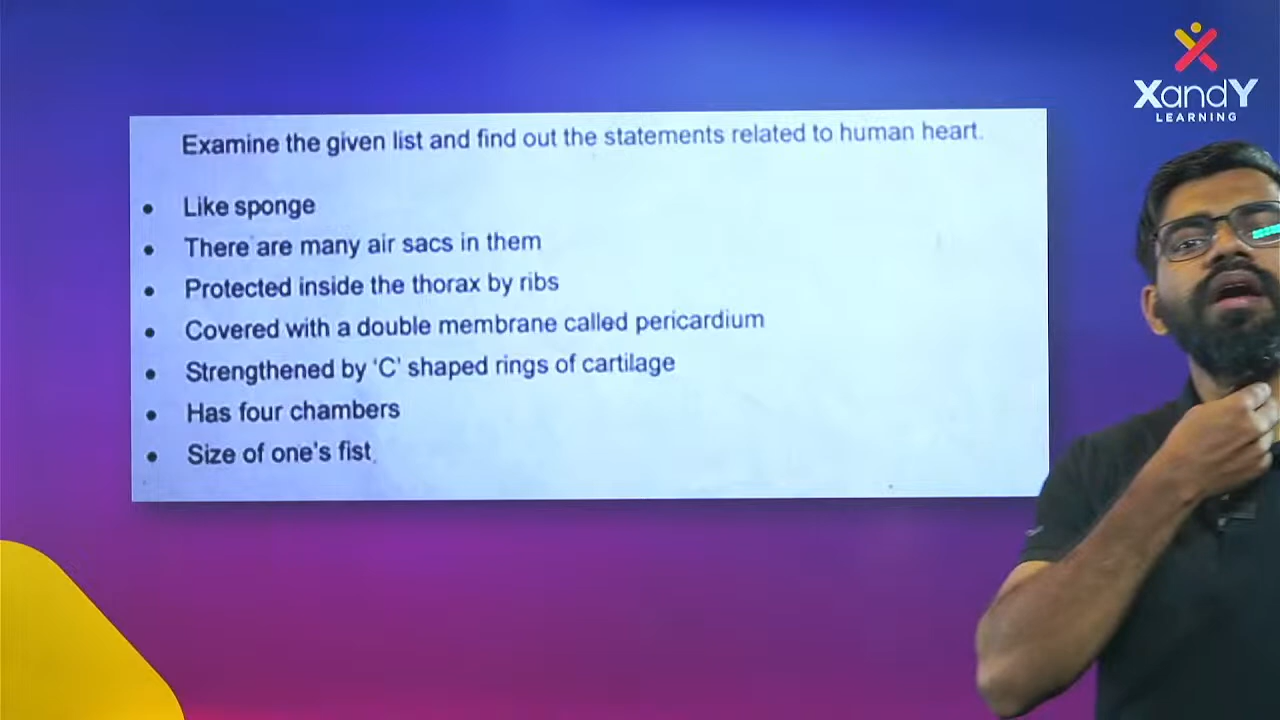 XandY
LEARNING
Examine the given list and find out the statements related to human heart.
• Like sponge
• There are many air sacs in them
• Protected inside the thorax by ribs
• Covered with a double membrane called pericardium
• Strengthened by ‘C’ shaped rings of cartilage
• Has four chambers
• Size of one's fist